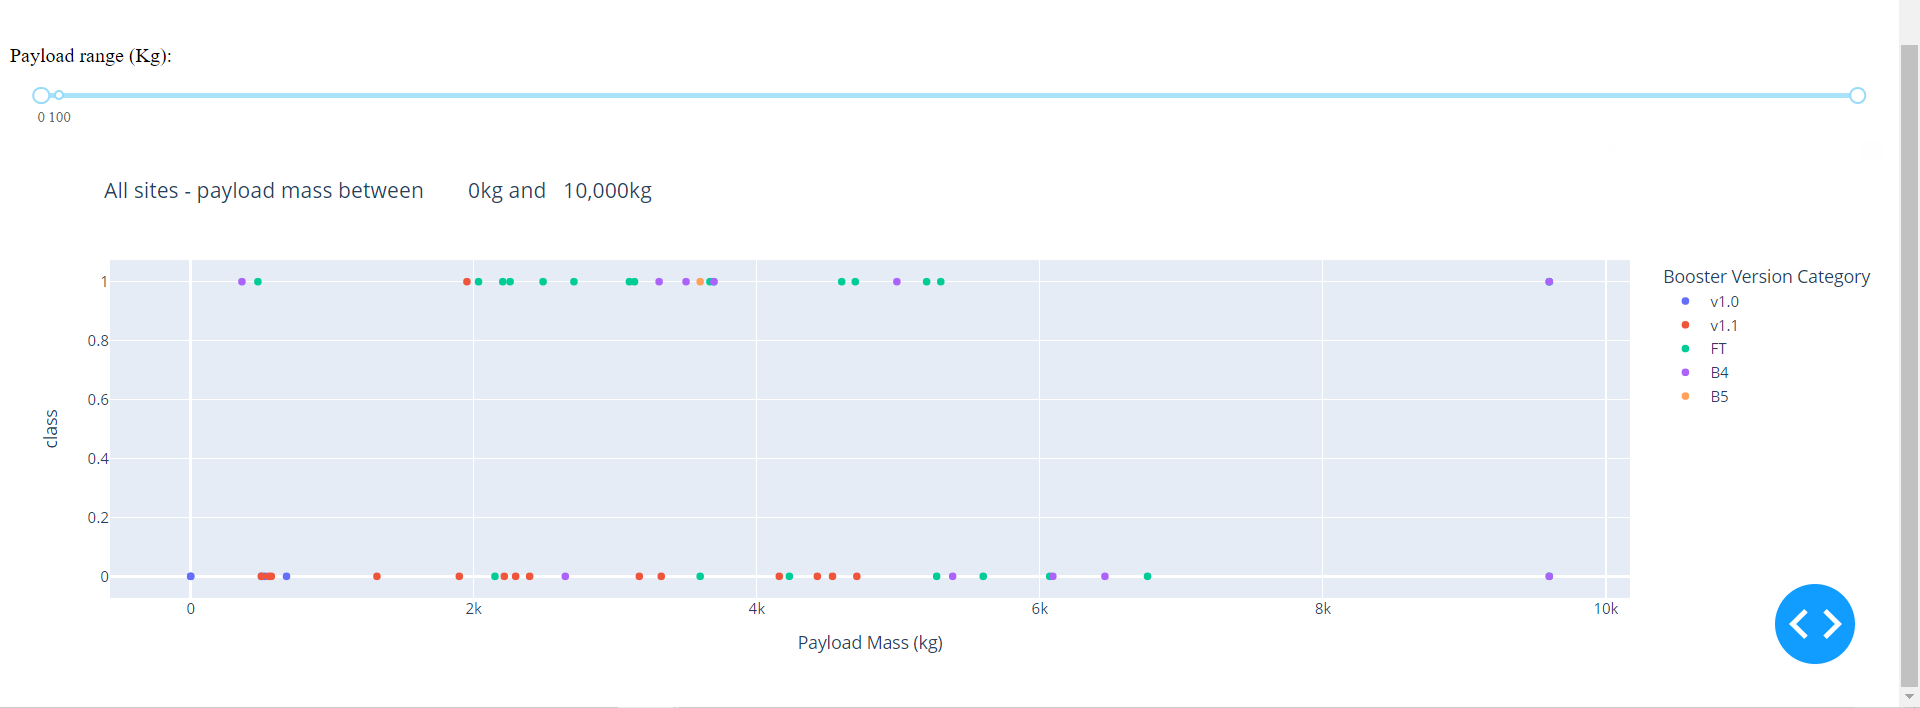 Payload range (Kg):
0 100
All sites - payload mass between 0kg and 10,000kg
Booster Version Category
v1.0
v1.1
FT
B4
B5
1
0.8
0.6
0.4
0.2
0
class
0 2k 4k 6k 8k 10k
Payload Mass (kg)